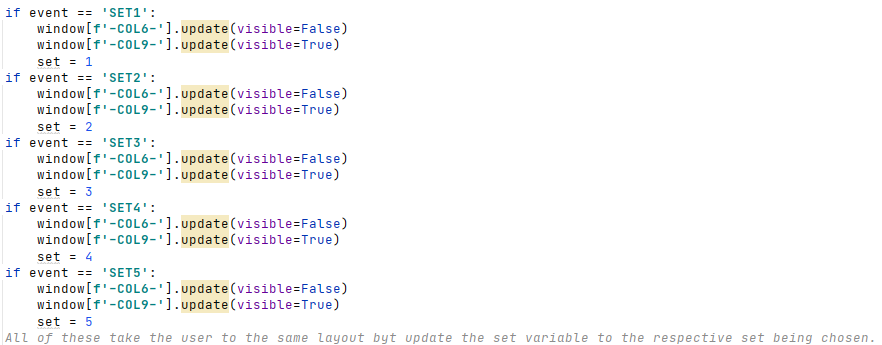 if event == 'SET1':
    window[f'-COL6-'].update(visible=False)
    window[f'-COL9-'].update(visible=True)
    set = 1
if event == 'SET2':
    window[f'-COL6-'].update(visible=False)
    window[f'-COL9-'].update(visible=True)
    set = 2
if event == 'SET3':
    window[f'-COL6-'].update(visible=False)
    window[f'-COL9-'].update(visible=True)
    set = 3
if event == 'SET4':
    window[f'-COL6-'].update(visible=False)
    window[f'-COL9-'].update(visible=True)
    set = 4
if event == 'SET5':
    window[f'-COL6-'].update(visible=False)
    window[f'-COL9-'].update(visible=True)
    set = 5
All of these take the user to the same layout byt update the set variable to the respective set being chosen.